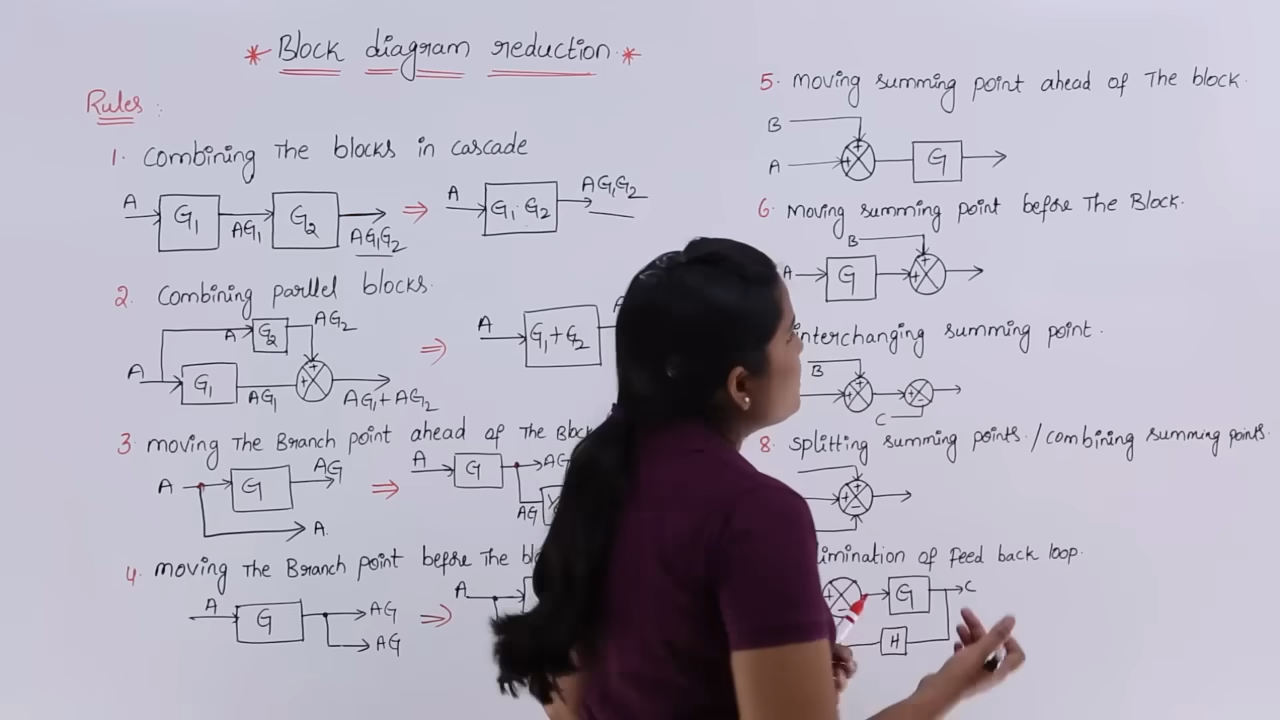 * Block diagram reduction *
Rules :
1. Combining The blocks in cascade
A G1 AG1 G2 AG1G2 ⇒ A G1·G2 AG1G2
2. Combining parllel blocks.
A A G2 AG2 + + G1 AG1 AG1+AG2 ⇒ A G1+G2
3 moving The Branch point ahead of The Block
A G AG A ⇒ A G AG AG
4. moving The Branch point before The
A G AG AG ⇒ A
5. moving summing point ahead of The block.
B A + + G
6. Moving summing point before The Block.
B A G + +
interchanging summing point.
B + + + + C
8. splitting summing points. / combining summing points.
+ + −
of feed back loop.
− G C H